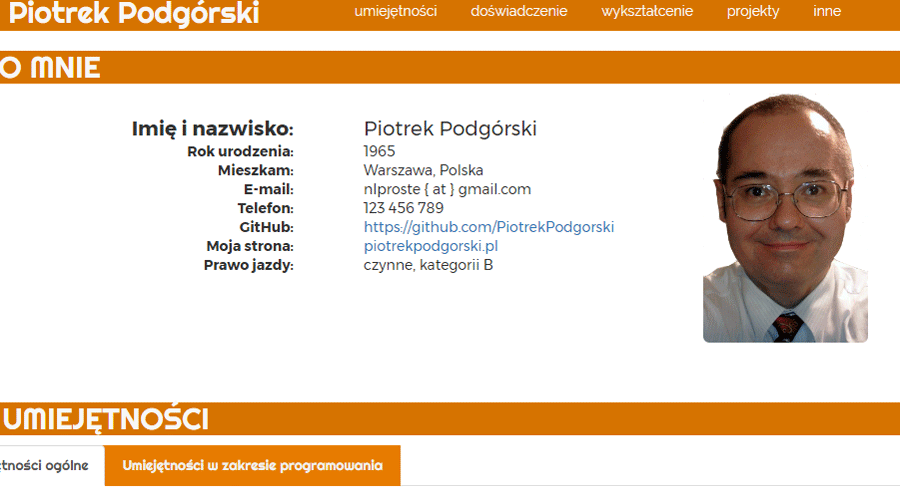 Piotrek Podgórski umiejętności doświadczenie wykształcenie projekty inne
O MNIE
Imię i nazwisko: Piotrek Podgórski
Rok urodzenia: 1965
Mieszkam: Warszawa, Polska
E-mail: nlproste { at } gmail.com
Telefon: 123 456 789
GitHub: https://github.com/PiotrekPodgorski
Moja strona: piotrekpodgorski.pl
Prawo jazdy: czynne, kategorii B
UMIEJĘTNOŚCI
ętności ogólne Umiejętności w zakresie programowania